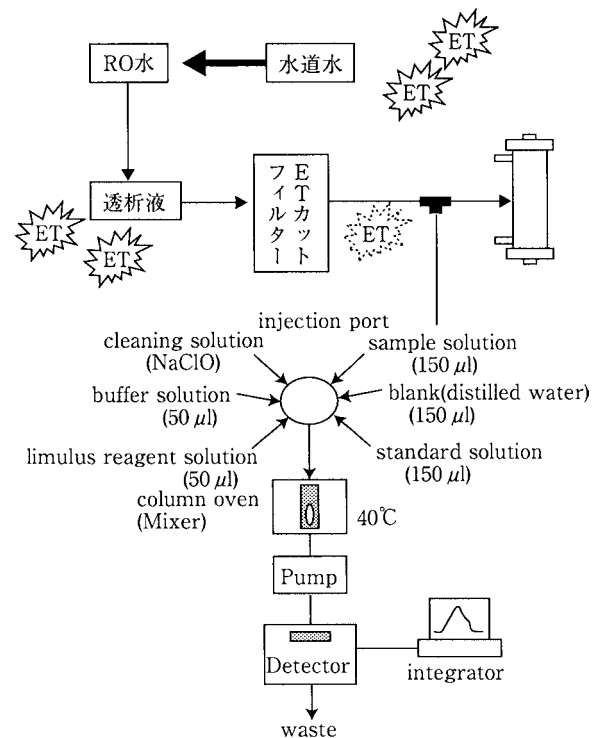 RO水
水道水
ET
ET
透析液
ETカット
フィルター
ET
ET
ET
injection port
cleaning solution
(NaClO)
sample solution
(150 μl)
buffer solution
(50 μl)
blank(distilled water)
(150 μl)
limulus reagent solution
(50 μl)
standard solution
(150 μl)
column oven
(Mixer)
40℃
Pump
Detector
integrator
waste